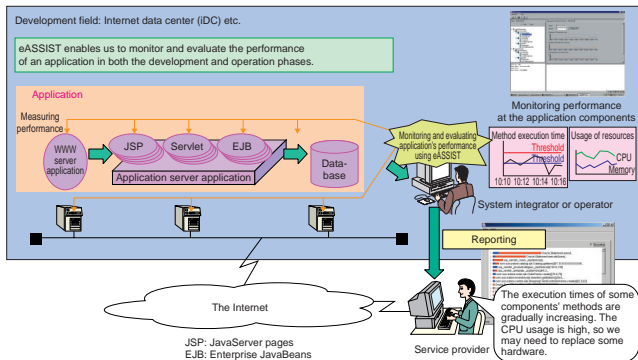 Development field: Internet data center (iDC) etc.
eASSIST enables us to monitor and evaluate the performance
of an application in both the development and operation phases.
Application
Measuring
performance
WWW
server
application
JSP
Servlet
EJB
Application server application
Data-
base
Monitoring and evaluating
application's performance
using eASSIST
Monitoring performance
at the application components
Method execution time
Threshold
Threshold
10:10 10:12 10:14 10:16
Usage of resources
CPU
Memory
System integrator or operator
Reporting
The Internet
JSP: JavaServer pages
EJB: Enterprise JavaBeans
Service provider
The execution times of some
components' methods are
gradually increasing. The
CPU usage is high, so we
may need to replace some
hardware.